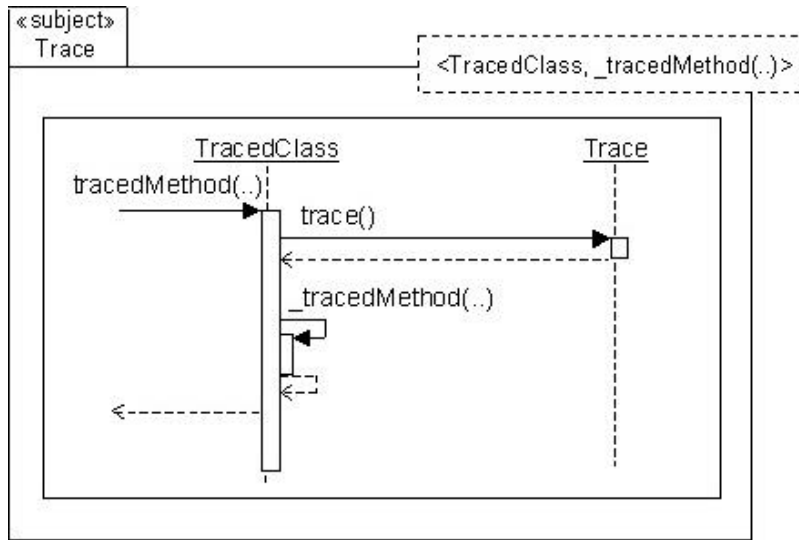 «subject»
Trace
<TracedClass, _tracedMethod(..)>
TracedClass
Trace
tracedMethod(..)
trace()
_tracedMethod(..)